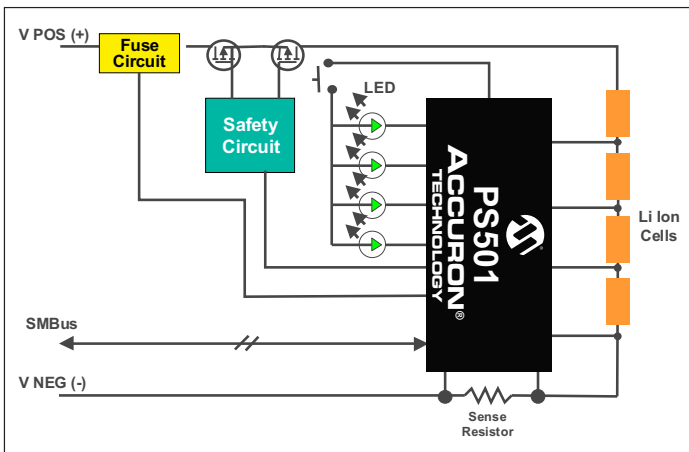 V POS (+)
Fuse
Circuit
LED
Safety
Circuit
PS501
ACCURON
TECHNOLOGY®
Li Ion
Cells
SMBus
V NEG (-)
Sense
Resistor